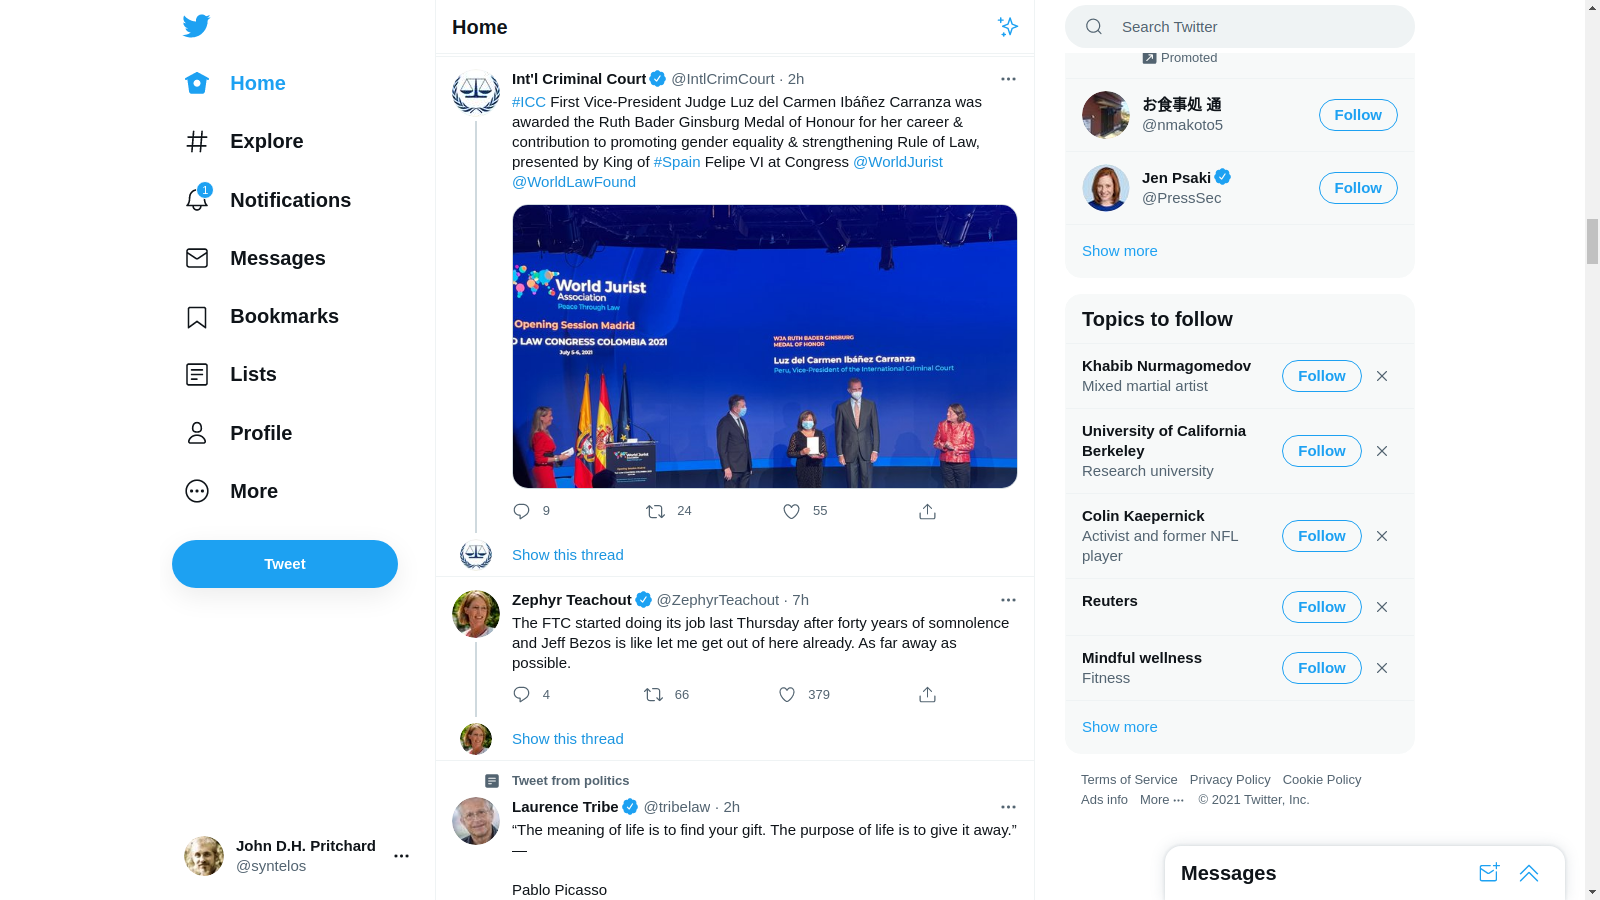 Home
Explore
1
Notifications
Messages
Bookmarks
Lists
Profile
More
Tweet
John D.H. Pritchard
@syntelos
Home
Int'l Criminal Court @IntlCrimCourt · 2h
#ICC First Vice-President Judge Luz del Carmen Ibáñez Carranza was
awarded the Ruth Bader Ginsburg Medal of Honour for her career &
contribution to promoting gender equality & strengthening Rule of Law,
presented by King of #Spain Felipe VI at Congress @WorldJurist
@WorldLawFound
World Jurist
Association
Peace Through Law
Opening Session Madrid
D LAW CONGRESS COLOMBIA 2021
July 5-6, 2021
WJA RUTH BADER GINSBURG
MEDAL OF HONOR
Luz del Carmen Ibáñez Carranza
Peru, Vice-President of the International Criminal Court
World Jurist
9
24
55
Show this thread
Zephyr Teachout @ZephyrTeachout · 7h
The FTC started doing its job last Thursday after forty years of somnolence
and Jeff Bezos is like let me get out of here already. As far away as
possible.
4
66
379
Show this thread
Tweet from politics
Laurence Tribe @tribelaw · 2h
“The meaning of life is to find your gift. The purpose of life is to give it away.”
—
Pablo Picasso
Search Twitter
Promoted
お食事処 通
@nmakoto5
Follow
Jen Psaki
@PressSec
Follow
Show more
Topics to follow
Khabib Nurmagomedov
Mixed martial artist
Follow
University of California
Berkeley
Research university
Follow
Colin Kaepernick
Activist and former NFL
player
Follow
Reuters
Follow
Mindful wellness
Fitness
Follow
Show more
Terms of Service Privacy Policy Cookie Policy
Ads info More ··· © 2021 Twitter, Inc.
Messages